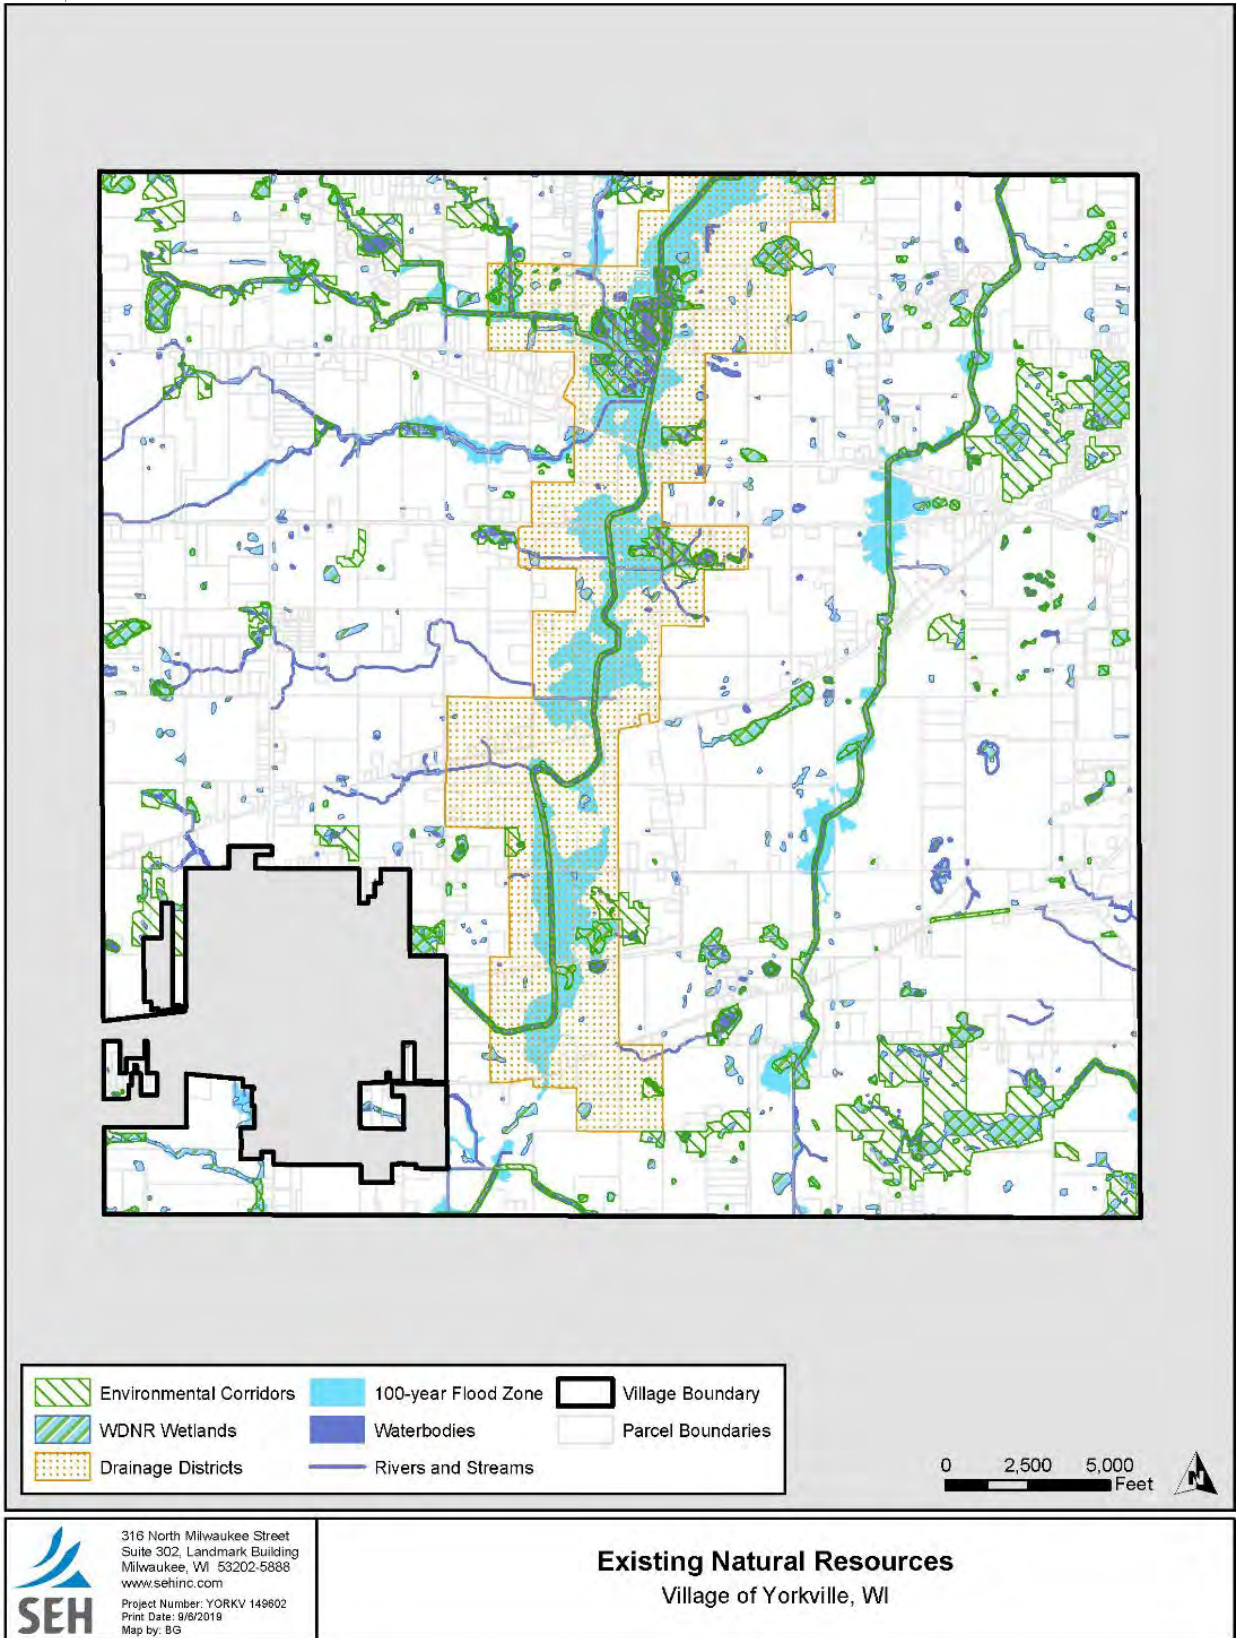 Environmental Corridors
WDNR Wetlands
Drainage Districts
100-year Flood Zone
Waterbodies
Rivers and Streams
Village Boundary
Parcel Boundaries
0 2,500 5,000
Feet
N
SEH
316 North Milwaukee Street
Suite 302, Landmark Building
Milwaukee, WI 53202-5888
www.sehinc.com
Project Number: YORKV 149602
Print Date: 9/6/2019
Map by: BG
Existing Natural Resources
Village of Yorkville, WI